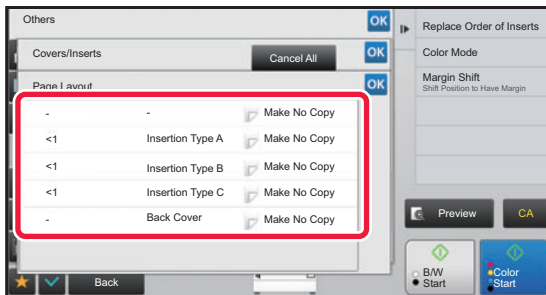 Others
OK
Replace Order of Inserts
Covers/Inserts
Cancel All
OK
Color Mode
Page Layout
OK
Margin Shift
Shift Position to Have Margin
- - Make No Copy
<1 Insertion Type A Make No Copy
<1 Insertion Type B Make No Copy
<1 Insertion Type C Make No Copy
- Back Cover Make No Copy
Preview
CA
Back
B/W
Start
Color
Start